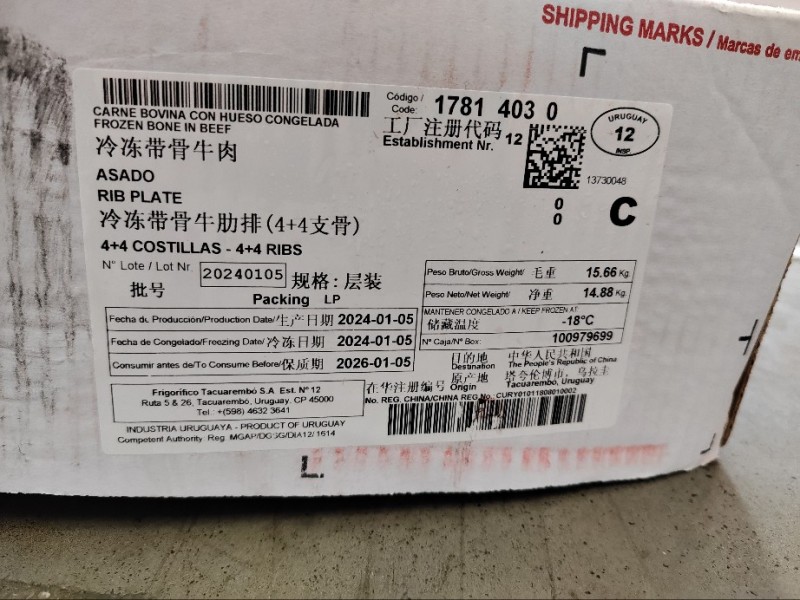 SHIPPING MARKS / Marcas de em
CARNE BOVINA CON HUESO CONGELADA
FROZEN BONE IN BEEF
冷冻带骨牛肉
ASADO
RIB PLATE
冷冻带骨牛肋排(4+4支骨)
4+4 COSTILLAS - 4+4 RIBS
Código / Code: 1781 403 0
工厂注册代码 12
Establishment Nr.
URUGUAY
12
INSP.
13730048
0
0
C
N° Lote / Lot Nr. 20240105 规格: 层装
批号
Packing LP
Peso Bruto/Gross Weight/ 毛重 15.66 Kg.
Peso Neto/Net Weight/ 净重 14.88 Kg.
MANTENER CONGELADO A / KEEP FROZEN AT
储藏温度 -18°C
N° Caja/N° Box: 100979699
Fecha de Producción/Production Date/生产日期 2024-01-05
Fecha de Congelado/Freezing Date/冷冻日期 2024-01-05
Consumir antes de/To Consume Before/保质期 2026-01-05
目的地 中华人民共和国
Destination The People's Republic of China
原产地 塔夸伦博市, 乌拉圭
Origin Tacuarembo, Uruguay
在华注册编号
No. REG. CHINA/CHINA REG.No.: CURY01011808010002
Frigorífico Tacuarembó S.A. Est. N° 12
Ruta 5 & 26, Tacuarembo, Uruguay. CP 45000
Tel.: +(598) 4632 3641
INDUSTRIA URUGUAYA - PRODUCT OF URUGUAY
Competent Authority. Reg. MGAP/DGSG/DIA12/1614